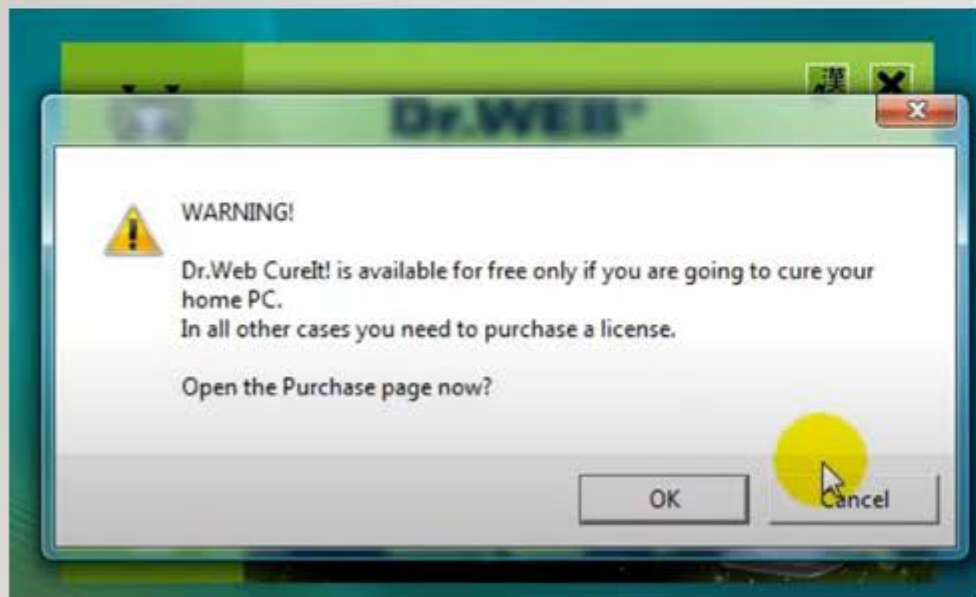 漢
Dr.WEB®
WARNING!
Dr.Web CureIt! is available for free only if you are going to cure your
home PC.
In all other cases you need to purchase a license.
Open the Purchase page now?
OK
Cancel